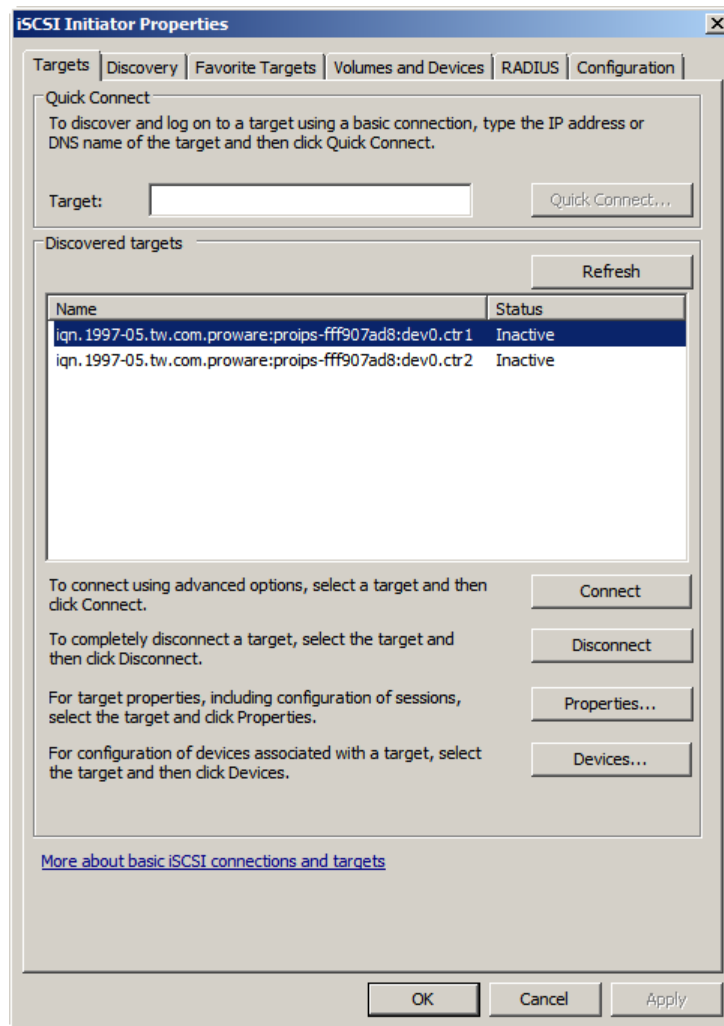 iSCSI Initiator Properties
Targets Discovery Favorite Targets Volumes and Devices RADIUS Configuration
Quick Connect
To discover and log on to a target using a basic connection, type the IP address or
DNS name of the target and then click Quick Connect.
Target: Quick Connect...
Discovered targets
Refresh
Name Status
iqn.1997-05.tw.com.proware:proips-fff907ad8:dev0.ctr1 Inactive
iqn.1997-05.tw.com.proware:proips-fff907ad8:dev0.ctr2 Inactive
To connect using advanced options, select a target and then
click Connect.
Connect
To completely disconnect a target, select the target and
then click Disconnect.
Disconnect
For target properties, including configuration of sessions,
select the target and click Properties.
Properties...
For configuration of devices associated with a target, select
the target and then click Devices.
Devices...
More about basic iSCSI connections and targets
OK Cancel Apply